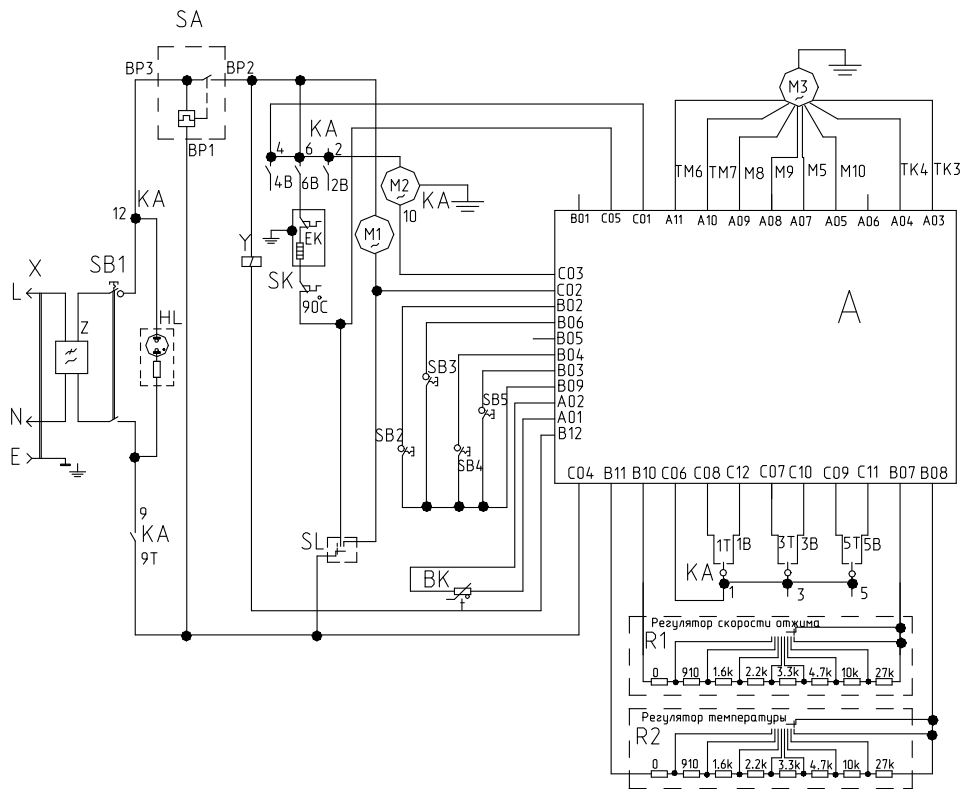 SA
BP3 BP2
BP1
KA
12
X
L
SB1
Z
HL
N
E
9
KA
9T
Y
KA
4 6 2
4B 6B 2B
EK
SK
90°C
M2
KA
10
M1
M3
TM6 TM7 M8 M9 M5 M10 TK4 TK3
B01 C05 C01 A11 A10 A09 A08 A07 A05 A06 A04 A03
A
C03
C02
B02
B06
B05
B04
B03
B09
A02
A01
B12
SB3
SB5
SB2
SB4
SL
BK
t
C04 B11 B10 C06 C08 C12 C07 C10 C09 C11 B07 B08
1T 1B 3T 3B 5T 5B
KA
1 3 5
Регулятор скорости отжима
R1
0 910 1.6k 2.2k 3.3k 4.7k 10k 27k
Регулятор температуры
R2
0 910 1.6k 2.2k 3.3k 4.7k 10k 27k